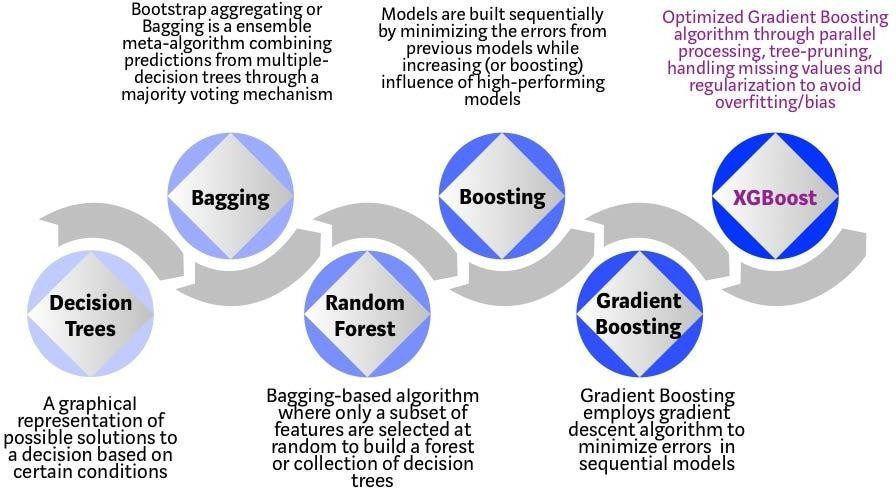 Bootstrap aggregating or
Bagging is a ensemble
meta-algorithm combining
predictions from multiple-
decision trees through a
majority voting mechanism
Models are built sequentially
by minimizing the errors from
previous models while
increasing (or boosting)
influence of high-performing
models
Optimized Gradient Boosting
algorithm through parallel
processing, tree-pruning,
handling missing values and
regularization to avoid
overfitting/bias
Bagging
Boosting
XGBoost
Decision
Trees
Random
Forest
Gradient
Boosting
A graphical
representation of
possible solutions to
a decision based on
certain conditions
Bagging-based algorithm
where only a subset of
features are selected at
random to build a forest
or collection of decision
trees
Gradient Boosting
employs gradient
descent algorithm to
minimize errors in
sequential models